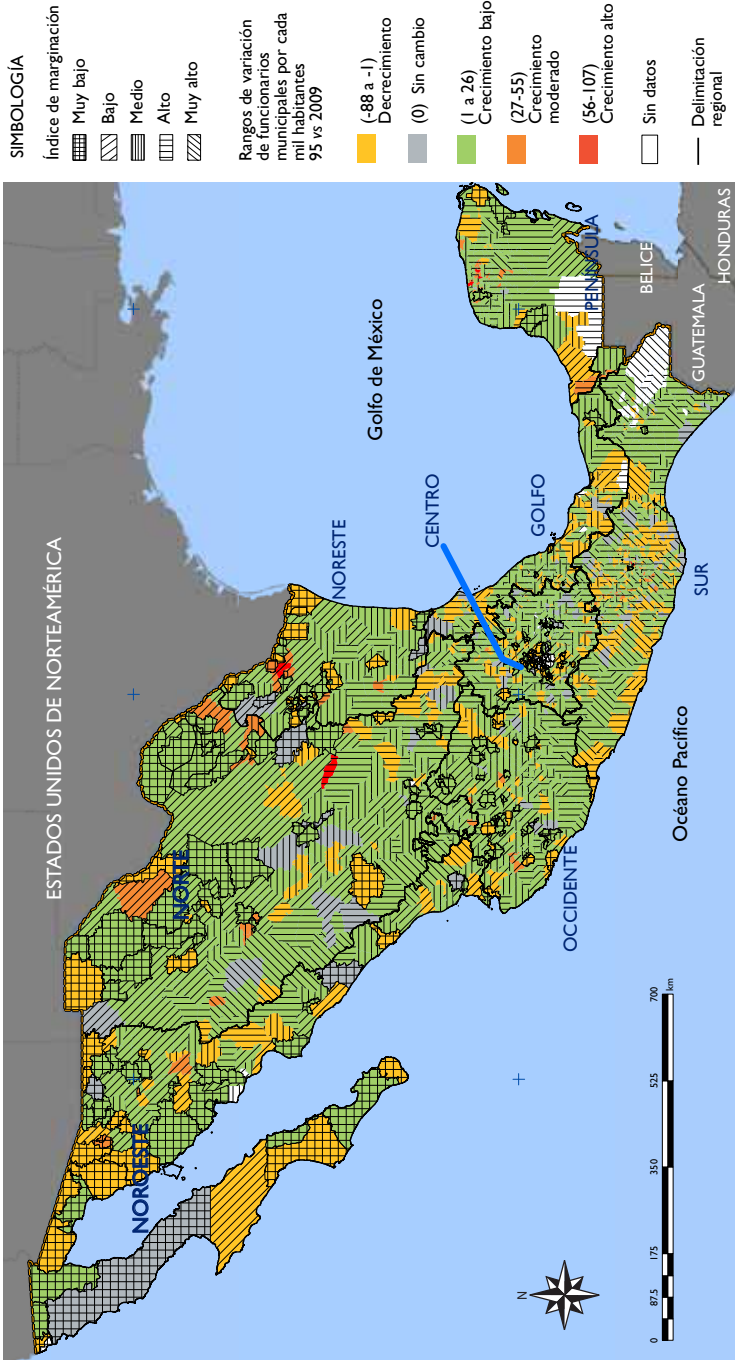 SIMBOLOGÍA
Índice de marginación
Muy bajo
Bajo
Medio
Alto
Muy alto
Rangos de variación
de funcionarios
municipales por cada
mil habitantes
95 vs 2009
(-88 a -1)
Decrecimiento
(0) Sin cambio
(1 a 26)
Crecimiento bajo
(27-55)
Crecimiento
moderado
(56-107)
Crecimiento alto
Sin datos
Delimitación
regional
ESTADOS UNIDOS DE NORTEAMÉRICA
NOROESTE
NORTE
NORESTE
Golfo de México
CENTRO
GOLFO
OCCIDENTE
SUR
PENINSULA
BELICE
GUATEMALA
HONDURAS
Océano Pacífico
N
0 87.5 175 350 525 700
km